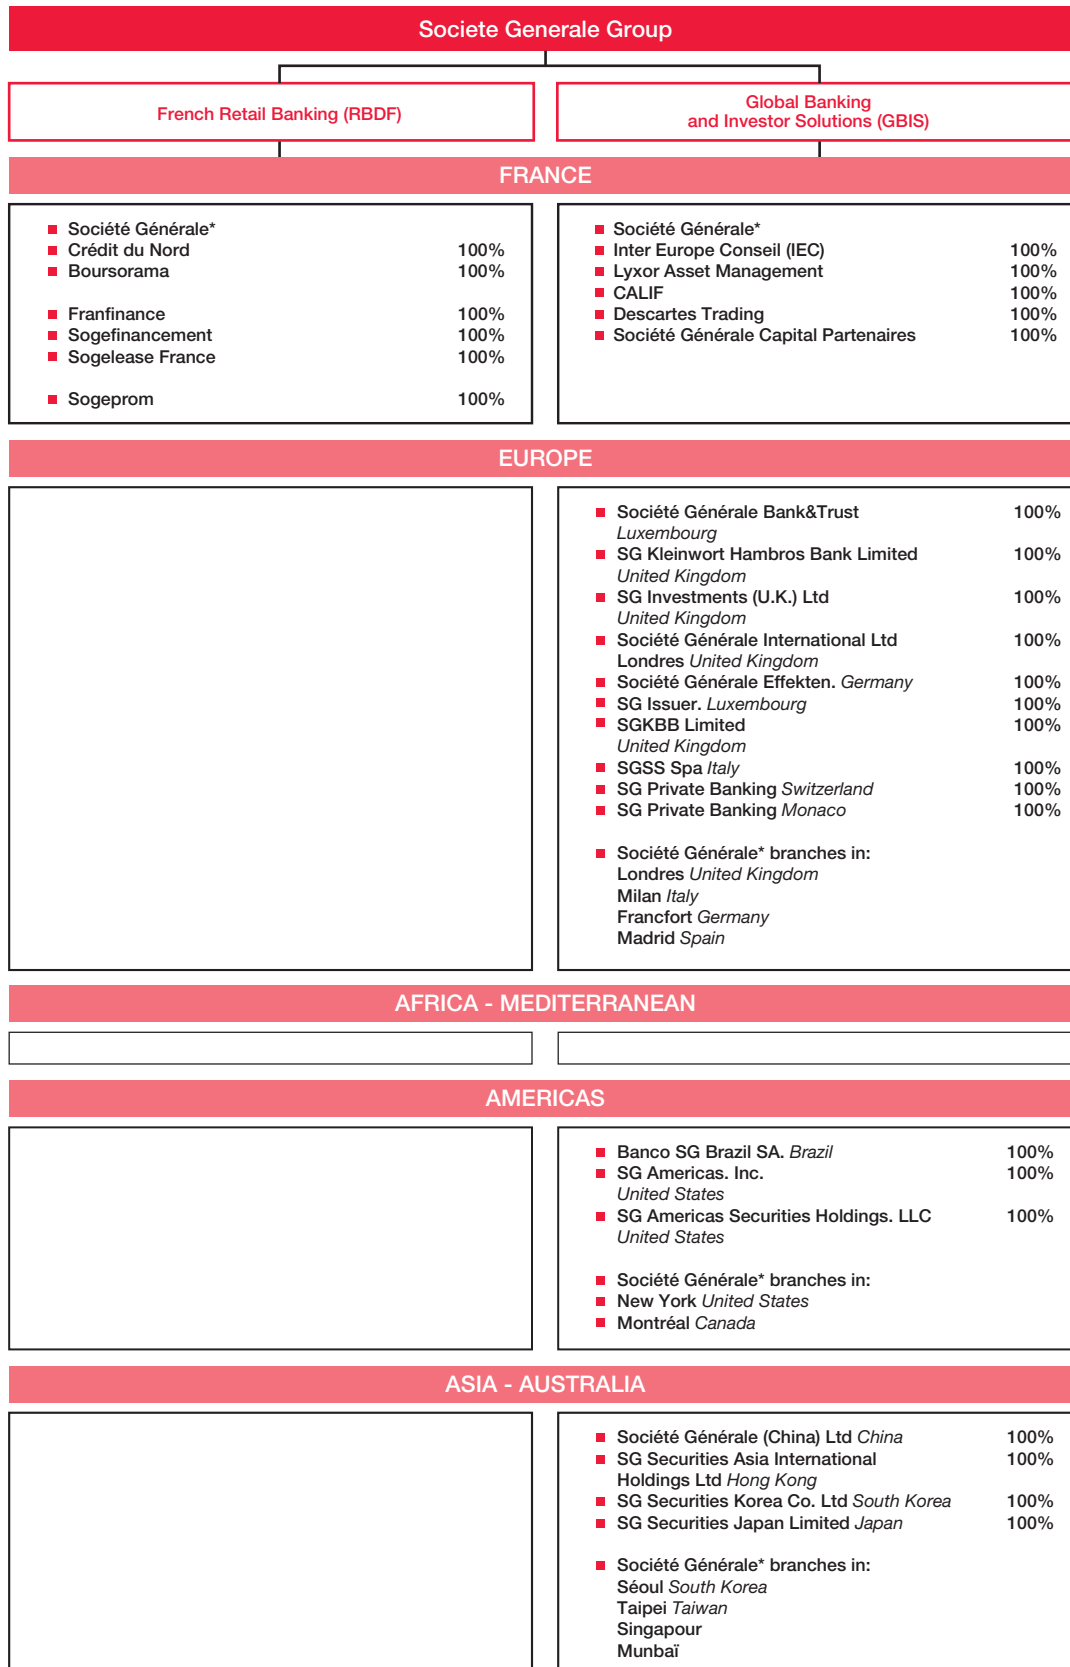 Societe Generale Group
French Retail Banking (RBDF)
Global Banking
and Investor Solutions (GBIS)
FRANCE
Société Générale*
Crédit du Nord 100%
Boursorama 100%
Franfinance 100%
Sogefinancement 100%
Sogelease France 100%
Sogeprom 100%
Société Générale*
Inter Europe Conseil (IEC) 100%
Lyxor Asset Management 100%
CALIF 100%
Descartes Trading 100%
Société Générale Capital Partenaires 100%
EUROPE
Société Générale Bank&Trust 100%
Luxembourg
SG Kleinwort Hambros Bank Limited 100%
United Kingdom
SG Investments (U.K.) Ltd 100%
United Kingdom
Société Générale International Ltd 100%
Londres United Kingdom
Société Générale Effekten. Germany 100%
SG Issuer. Luxembourg 100%
SGKBB Limited 100%
United Kingdom
SGSS Spa Italy 100%
SG Private Banking Switzerland 100%
SG Private Banking Monaco 100%
Société Générale* branches in:
Londres United Kingdom
Milan Italy
Francfort Germany
Madrid Spain
AFRICA - MEDITERRANEAN
AMERICAS
Banco SG Brazil SA. Brazil 100%
SG Americas. Inc. 100%
United States
SG Americas Securities Holdings. LLC 100%
United States
Société Générale* branches in:
New York United States
Montréal Canada
ASIA - AUSTRALIA
Société Générale (China) Ltd China 100%
SG Securities Asia International 100%
Holdings Ltd Hong Kong
SG Securities Korea Co. Ltd South Korea 100%
SG Securities Japan Limited Japan 100%
Société Générale* branches in:
Séoul South Korea
Taipei Taiwan
Singapour
Munbaï